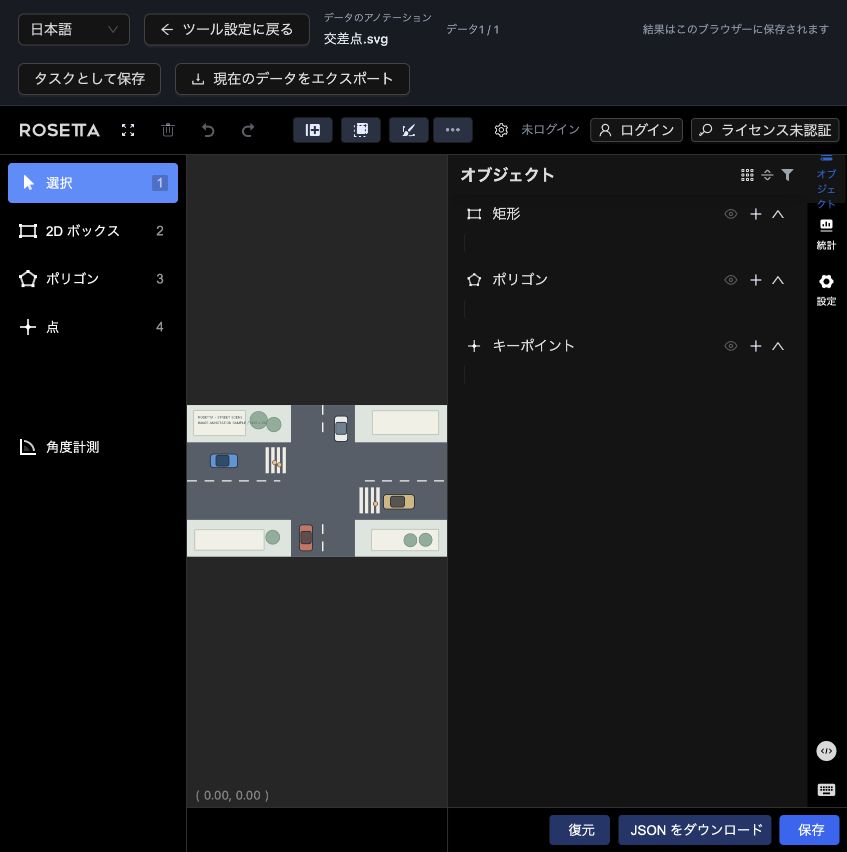 日本語
ツール設定に戻る
データのアノテーション
交差点.svg
データ1 / 1
結果はこのブラウザーに保存されます
タスクとして保存
現在のデータをエクスポート
ROSETTA
未ログイン
ログイン
ライセンス未認証
選択 1
2D ボックス 2
ポリゴン 3
点 4
角度計測
ROSETTA - STREET SCENE
IMAGE ANNOTATION SAMPLE
( 0.00, 0.00 )
オブジェクト
矩形
ポリゴン
キーポイント
オブ
ジェ
クト
統計
設定
復元
JSON をダウンロード
保存